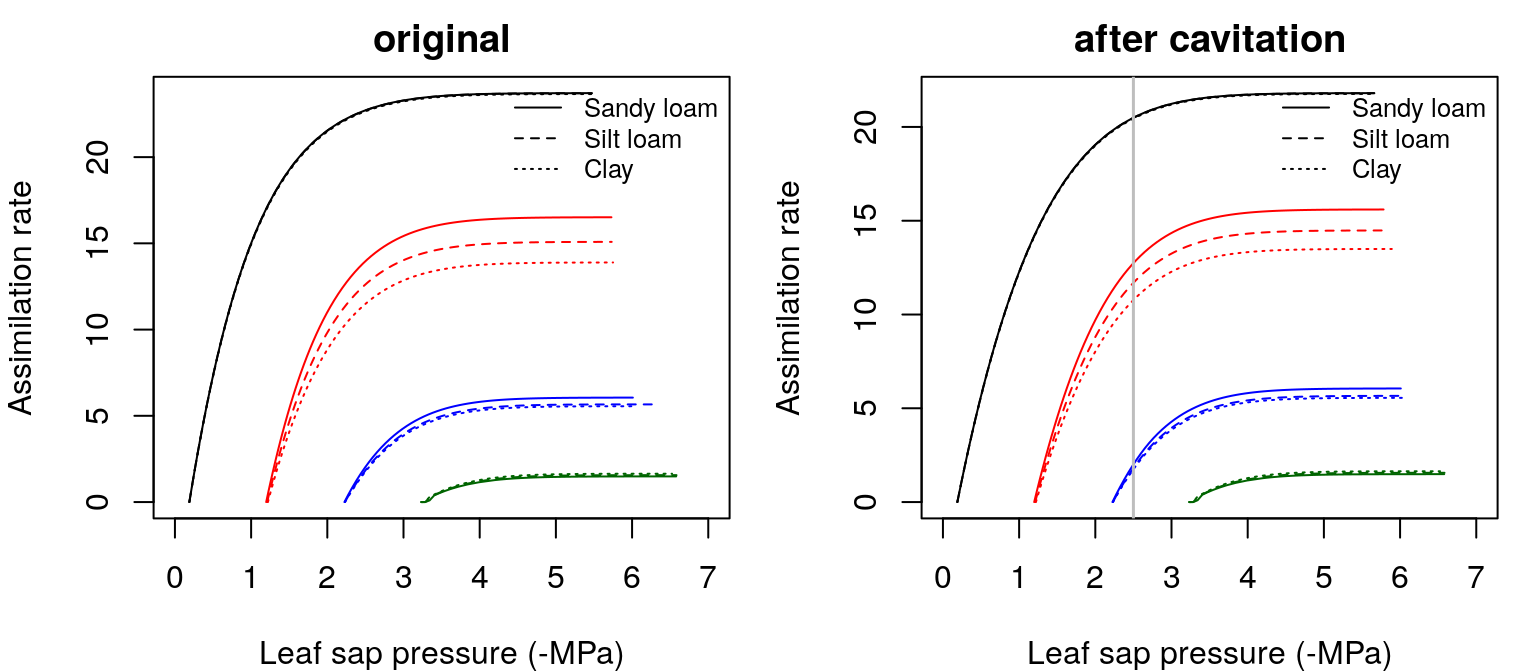 original
Assimilation rate
20
15
10
5
0
Sandy loam
Silt loam
Clay
0 1 2 3 4 5 6 7
Leaf sap pressure (-MPa)
after cavitation
Assimilation rate
20
15
10
5
0
Sandy loam
Silt loam
Clay
0 1 2 3 4 5 6 7
Leaf sap pressure (-MPa)